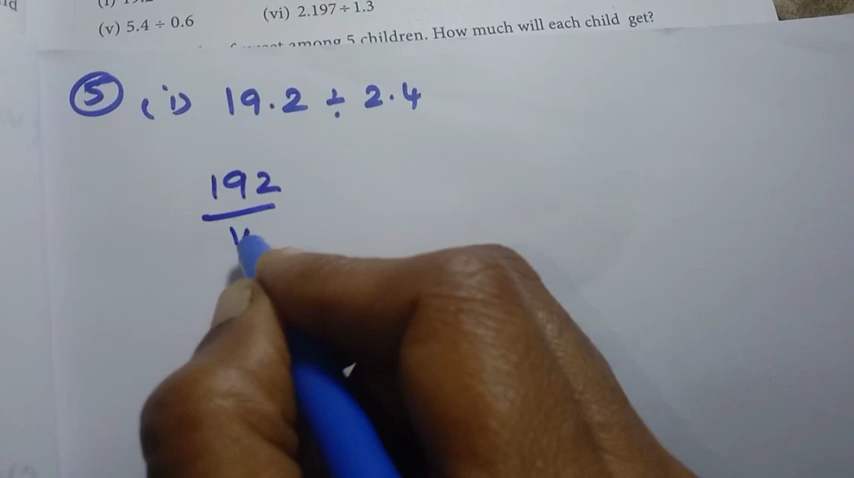 (v) 5.4 ÷ 0.6 (vi) 2.197÷1.3
among 5 children. How much will each child get?
⑤ (i) 19.2 ÷ 2.4
192